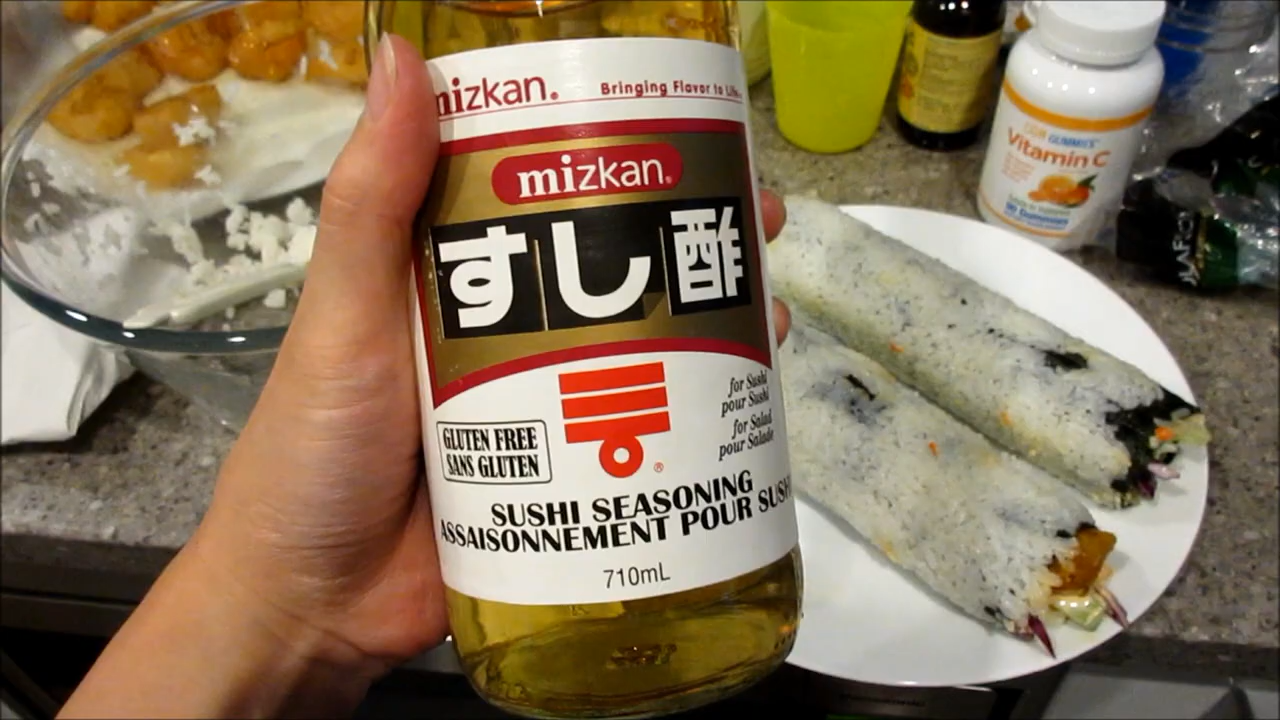 mizkan.
Bringing Flavor to Life
mizkan.
すし酢
for Sushi
pour Sushi
for Salad
pour Salade
GLUTEN FREE
SANS GLUTEN
SUSHI SEASONING
ASSAISONNEMENT POUR SUSHI
710mL
GUMMIES
Vitamin C